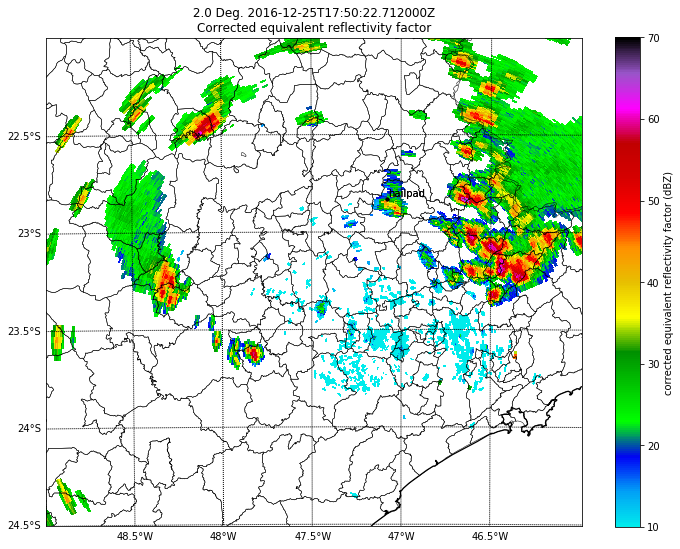 2.0 Deg. 2016-12-25T17:50:22.712000Z
Corrected equivalent reflectivity factor
22.5°S
23°S
23.5°S
24°S
24.5°S
48.5°W
48°W
47.5°W
47°W
46.5°W
hailpad
70
60
50
40
30
20
10
corrected equivalent reflectivity factor (dBZ)